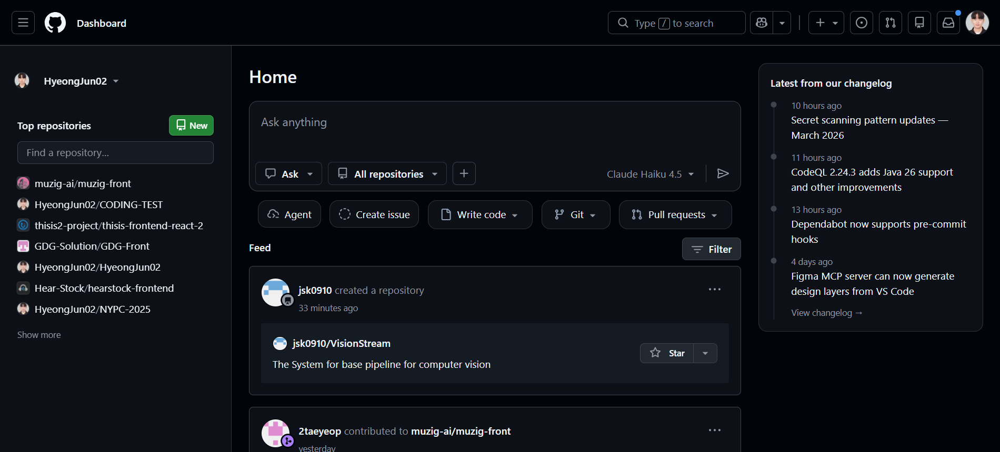 Dashboard
Type / to search
HyeongJun02
Top repositories
New
Find a repository...
muzig-ai/muzig-front
HyeongJun02/CODING-TEST
thisis2-project/thisis-frontend-react-2
GDG-Solution/GDG-Front
HyeongJun02/HyeongJun02
Hear-Stock/hearstock-frontend
HyeongJun02/NYPC-2025
Show more
Home
Ask anything
Ask
All repositories
Claude Haiku 4.5
Agent
Create issue
Write code
Git
Pull requests
Feed
Filter
jsk0910 created a repository
33 minutes ago
jsk0910/VisionStream
The System for base pipeline for computer vision
Star
2taeyeop contributed to muzig-ai/muzig-front
yesterday
Latest from our changelog
10 hours ago
Secret scanning pattern updates —
March 2026
11 hours ago
CodeQL 2.24.3 adds Java 26 support
and other improvements
13 hours ago
Dependabot now supports pre-commit
hooks
4 days ago
Figma MCP server can now generate
design layers from VS Code
View changelog →